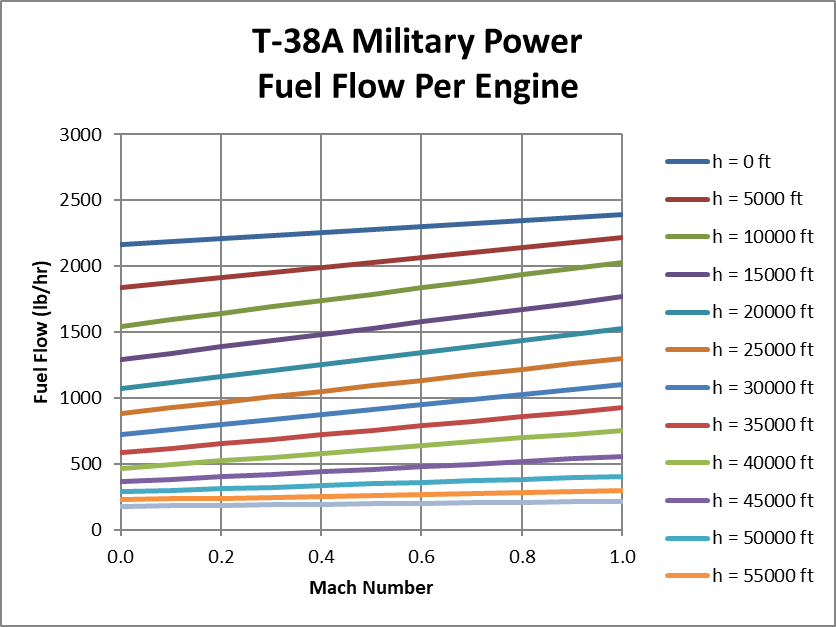 T-38A Military Power
Fuel Flow Per Engine
3000
2500
2000
1500
1000
500
0
Fuel Flow (lb/hr)
0.0 0.2 0.4 0.6 0.8 1.0
Mach Number
h = 0 ft
h = 5000 ft
h = 10000 ft
h = 15000 ft
h = 20000 ft
h = 25000 ft
h = 30000 ft
h = 35000 ft
h = 40000 ft
h = 45000 ft
h = 50000 ft
h = 55000 ft